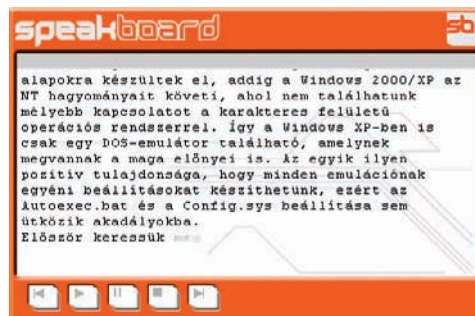 speakboard
sb
alapokra készültek el, addig a Windows 2000/XP az
NT hagyományait követi, ahol nem találhatunk
mélyebb kapcsolatot a karakteres felületű
operációs rendszerrel. Így a Windows XP-ben is
csak egy DOS-emulátor található, amelynek
megvannak a maga előnyei is. Az egyik ilyen
pozitív tulajdonsága, hogy minden emulációnak
egyéni beállításokat készíthetünk, ezért az
Autoexec.bat és a Config.sys beállítása sem
ütközik akadályokba.
Először keressük